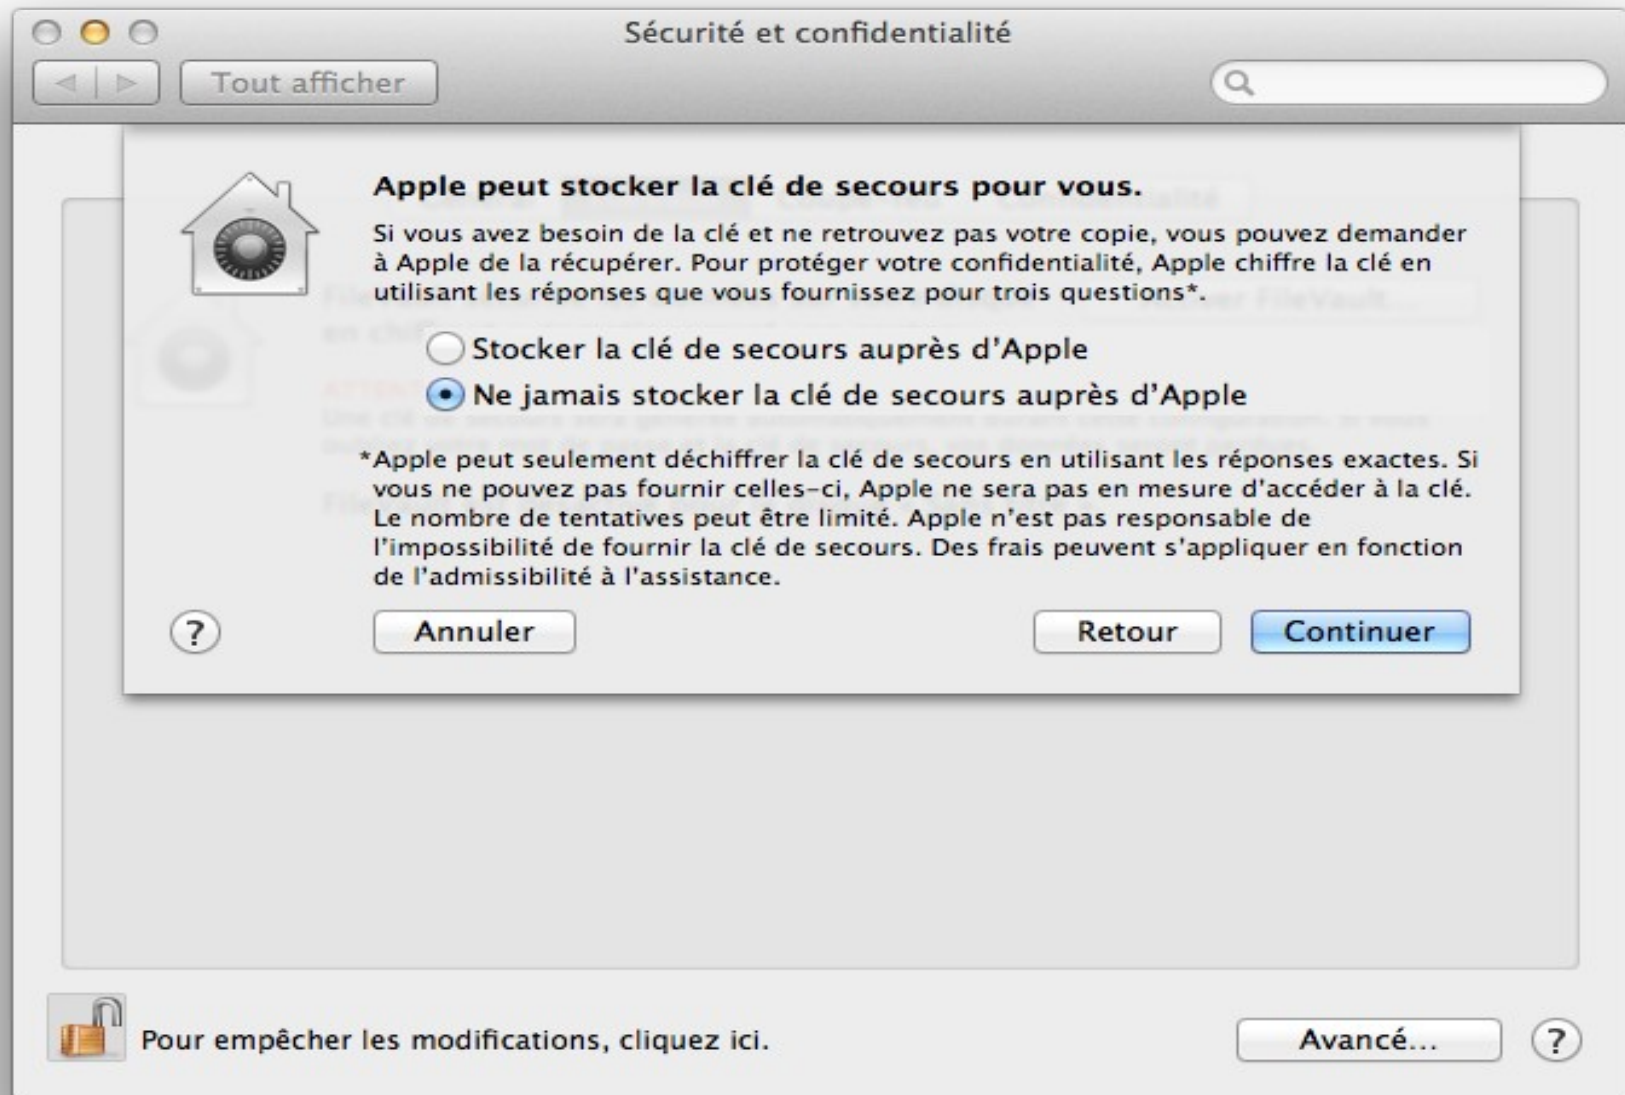 Sécurité et confidentialité
Tout afficher
Apple peut stocker la clé de secours pour vous.
Si vous avez besoin de la clé et ne retrouvez pas votre copie, vous pouvez demander
à Apple de la récupérer. Pour protéger votre confidentialité, Apple chiffre la clé en
utilisant les réponses que vous fournissez pour trois questions*.
Activer FileVault...
Stocker la clé de secours auprès d'Apple
Ne jamais stocker la clé de secours auprès d'Apple
*Apple peut seulement déchiffrer la clé de secours en utilisant les réponses exactes. Si
vous ne pouvez pas fournir celles-ci, Apple ne sera pas en mesure d'accéder à la clé.
Le nombre de tentatives peut être limité. Apple n'est pas responsable de
l'impossibilité de fournir la clé de secours. Des frais peuvent s'appliquer en fonction
de l'admissibilité à l'assistance.
?
Annuler
Retour
Continuer
Pour empêcher les modifications, cliquez ici.
Avancé...
?